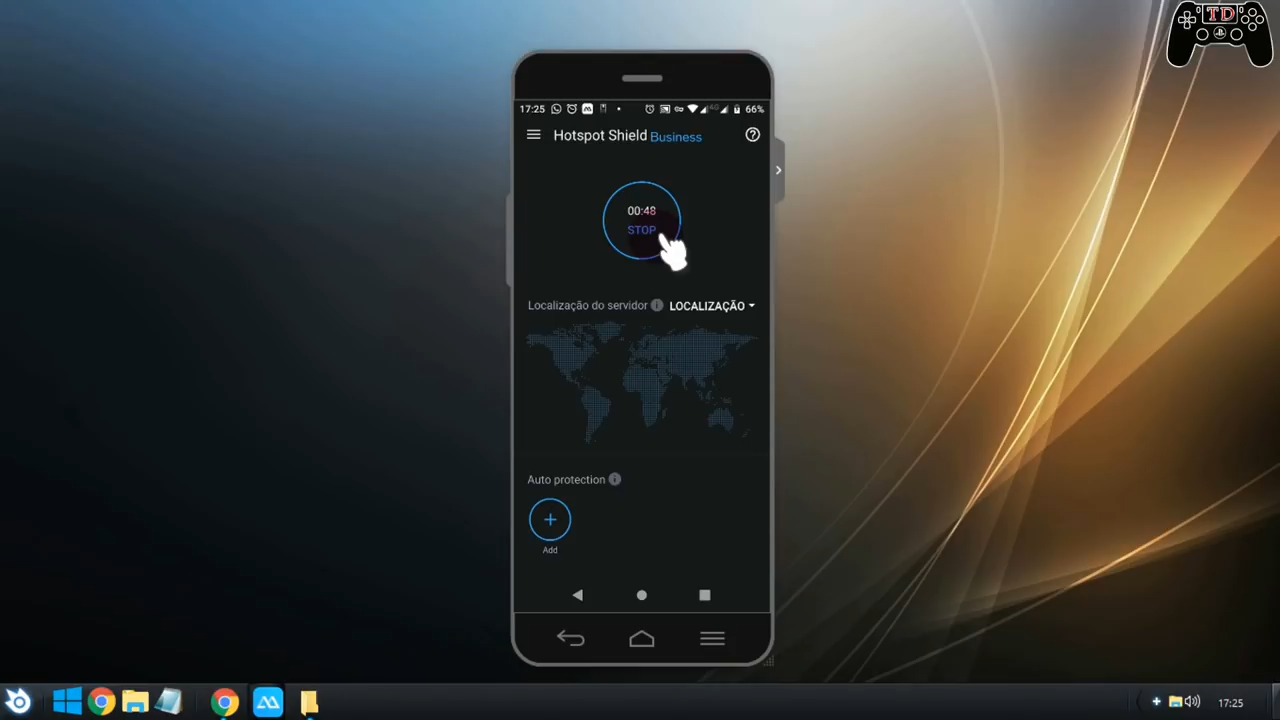 TD
17:25
4G
66%
Hotspot Shield Business
00:48
STOP
Localização do servidor LOCALIZAÇÃO
Auto protection
Add
17:25